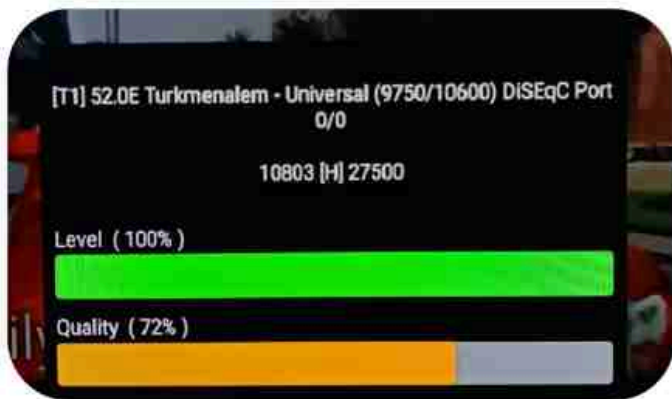 [T1] 52.0E Turkmenalem - Universal (9750/10600) DiSEqC Port
0/0
10803 [H] 27500
Level ( 100% )
Quality ( 72% )